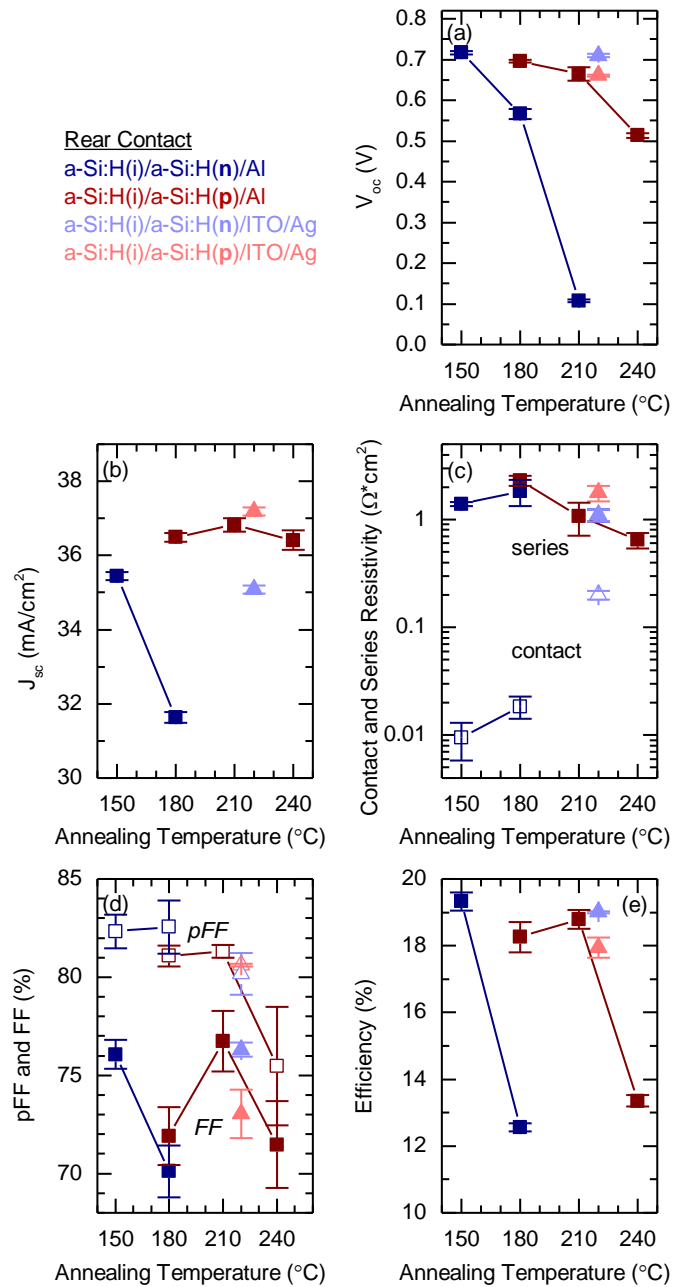 (a)
0.8
0.7
0.6
0.5
0.4
0.3
0.2
0.1
0.0
V_oc (V)
150 180 210 240
Annealing Temperature (°C)
Rear Contact
a-Si:H(i)/a-Si:H(n)/Al
a-Si:H(i)/a-Si:H(p)/Al
a-Si:H(i)/a-Si:H(n)/ITO/Ag
a-Si:H(i)/a-Si:H(p)/ITO/Ag
(b)
38
36
34
32
30
J_sc (mA/cm²)
150 180 210 240
Annealing Temperature (°C)
(c)
1
0.1
0.01
Contact and Series Resistivity (Ω*cm²)
series
contact
150 180 210 240
Annealing Temperature (°C)
(d)
85
80
75
70
pFF and FF (%)
pFF
FF
150 180 210 240
Annealing Temperature (°C)
(e)
20
18
16
14
12
10
Efficiency (%)
150 180 210 240
Annealing Temperature (°C)